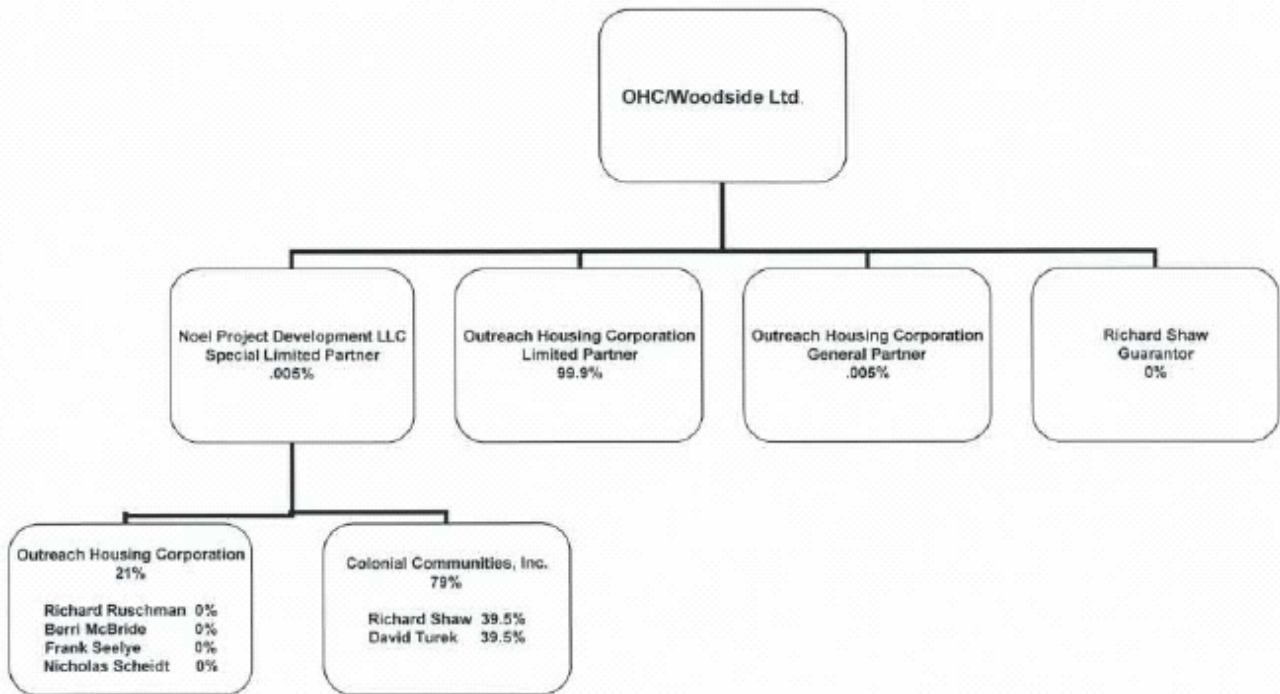 OHC/Woodside Ltd.
Noel Project Development LLC
Special Limited Partner
.005%
Outreach Housing Corporation
Limited Partner
99.9%
Outreach Housing Corporation
General Partner
.005%
Richard Shaw
Guarantor
0%
Outreach Housing Corporation
21%
Richard Ruschman 0%
Berri McBride 0%
Frank Seelye 0%
Nicholas Scheidt 0%
Colonial Communities, Inc.
79%
Richard Shaw 39.5%
David Turek 39.5%